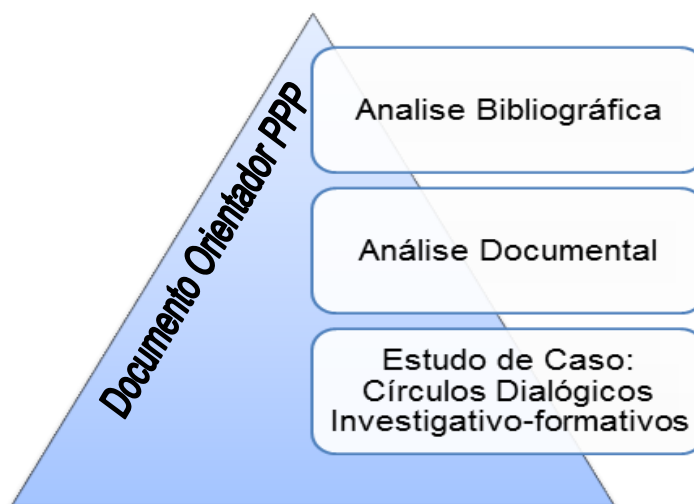 Documento Orientador PPP
Analise Bibliográfica
Análise Documental
Estudo de Caso:
Círculos Dialógicos
Investigativo-formativos